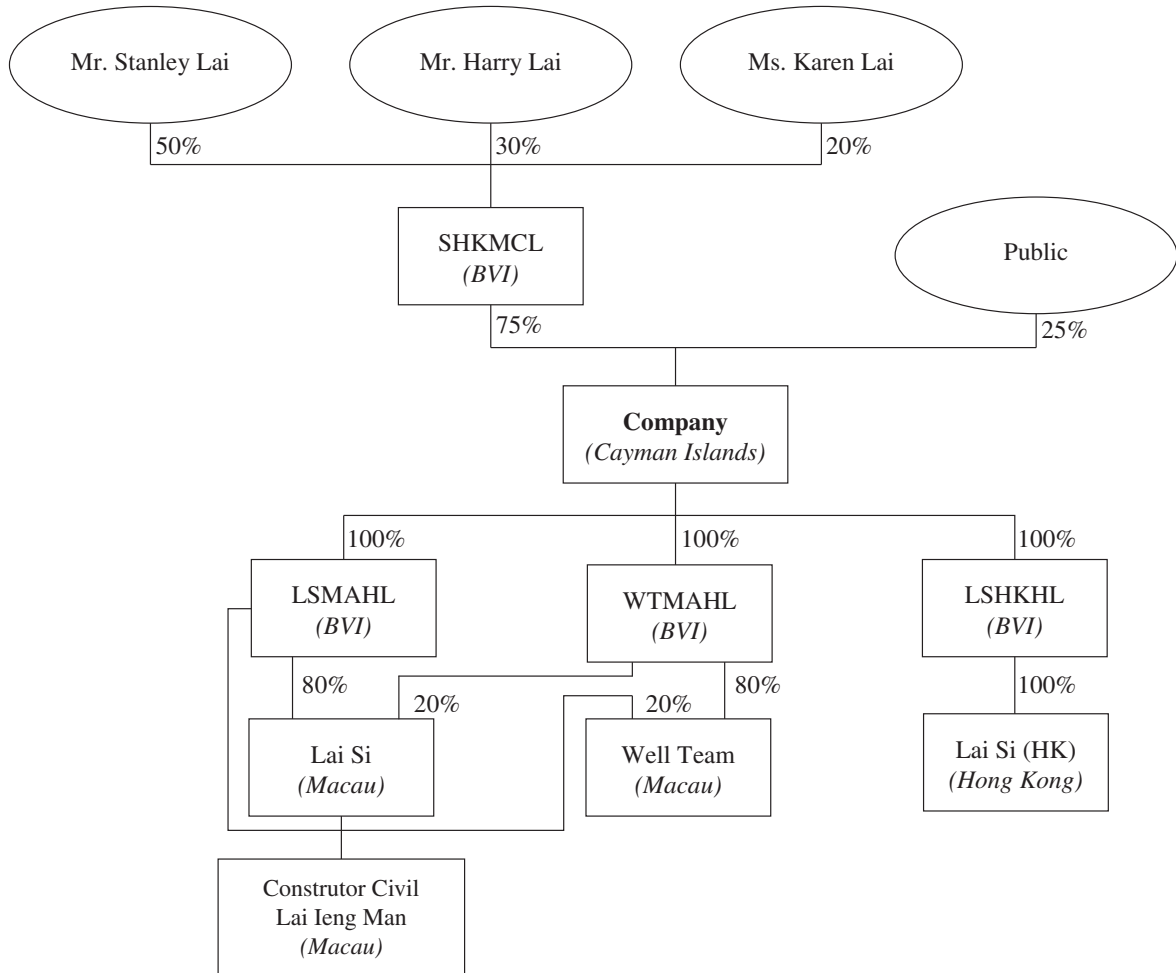 Mr. Stanley Lai
Mr. Harry Lai
Ms. Karen Lai
50%
30%
20%
SHKMCL
(BVI)
Public
75%
25%
Company
(Cayman Islands)
100%
100%
100%
LSMAHL
(BVI)
WTMAHL
(BVI)
LSHKHL
(BVI)
80%
20%
20%
80%
100%
Lai Si
(Macau)
Well Team
(Macau)
Lai Si (HK)
(Hong Kong)
Construtor Civil
Lai Ieng Man
(Macau)